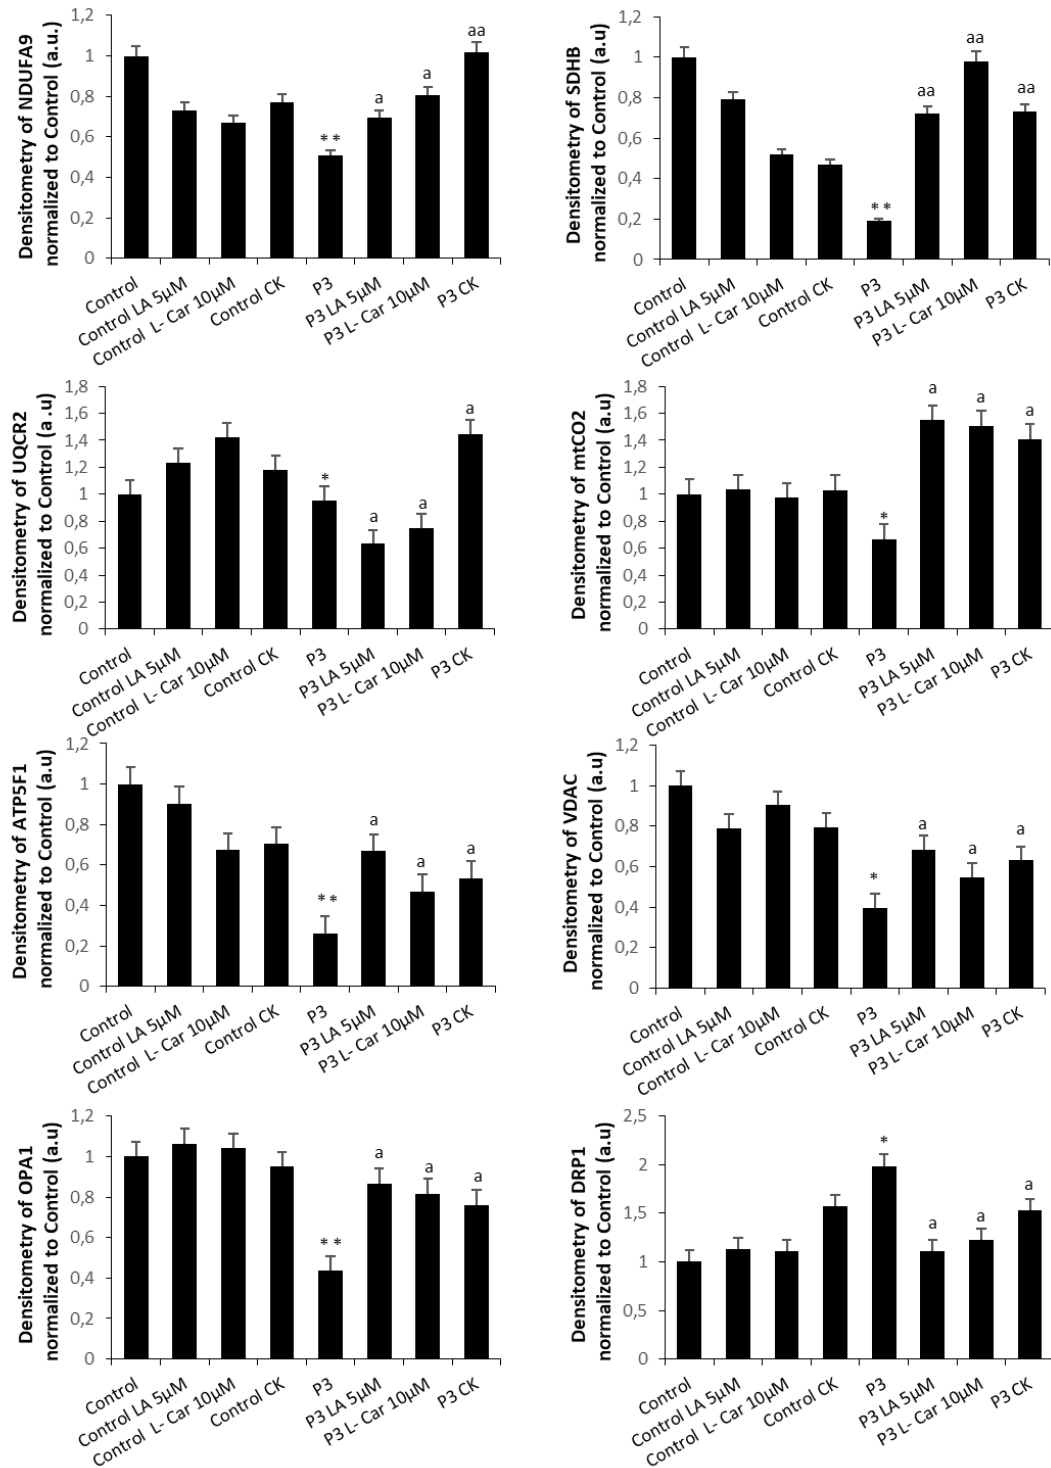 Densitometry of NDUFA9
normalized to Control (a.u.)
1,2
1
0,8
0,6
0,4
0,2
0
**
a
a
aa
Control
Control LA 5µM
Control L- Car 10µM
Control CK
P3
P3 LA 5µM
P3 L- Car 10µM
P3 CK
Densitometry of SDHB
normalized to Control (a.u)
1,2
1
0,8
0,6
0,4
0,2
0
**
aa
aa
aa
Control
Control LA 5µM
Control L- Car 10µM
Control CK
P3
P3 LA 5µM
P3 L- Car 10µM
P3 CK
Densitometry of UQCR2
normalized to Control (a .u)
1,8
1,6
1,4
1,2
1
0,8
0,6
0,4
0,2
0
*
a
a
a
Control
Control LA 5µM
Control L- Car 10µM
Control CK
P3
P3 LA 5µM
P3 L- Car 10µM
P3 CK
Densitometry of mtCO2
normalized to Control (a.u)
1,8
1,6
1,4
1,2
1
0,8
0,6
0,4
0,2
0
*
a
a
a
Control
Control LA 5µM
Control L- Car 10µM
Control CK
P3
P3 LA 5µM
P3 L- Car 10µM
P3 CK
Densitometry of ATP5F1
normalized to Control (a.u)
1,2
1
0,8
0,6
0,4
0,2
0
**
a
a
a
Control
Control LA 5µM
Control L- Car 10µM
Control CK
P3
P3 LA 5µM
P3 L- Car 10µM
P3 CK
Densitometry of VDAC
normalized to Control (a.u)
1,2
1
0,8
0,6
0,4
0,2
0
*
a
a
a
Control
Control LA 5µM
Control L- Car 10µM
Control CK
P3
P3 LA 5µM
P3 L- Car 10µM
P3 CK
Densitometry of OPA1
normalized to Control (a.u)
1,2
1
0,8
0,6
0,4
0,2
0
**
a
a
a
Control
Control LA 5µM
Control L- Car 10µM
Control CK
P3
P3 LA 5µM
P3 L- Car 10µM
P3 CK
Densitometry of DRP1
normalized to Control (a.u)
2,5
2
1,5
1
0,5
0
*
a
a
a
Control
Control LA 5µM
Control L- Car 10µM
Control CK
P3
P3 LA 5µM
P3 L- Car 10µM
P3 CK